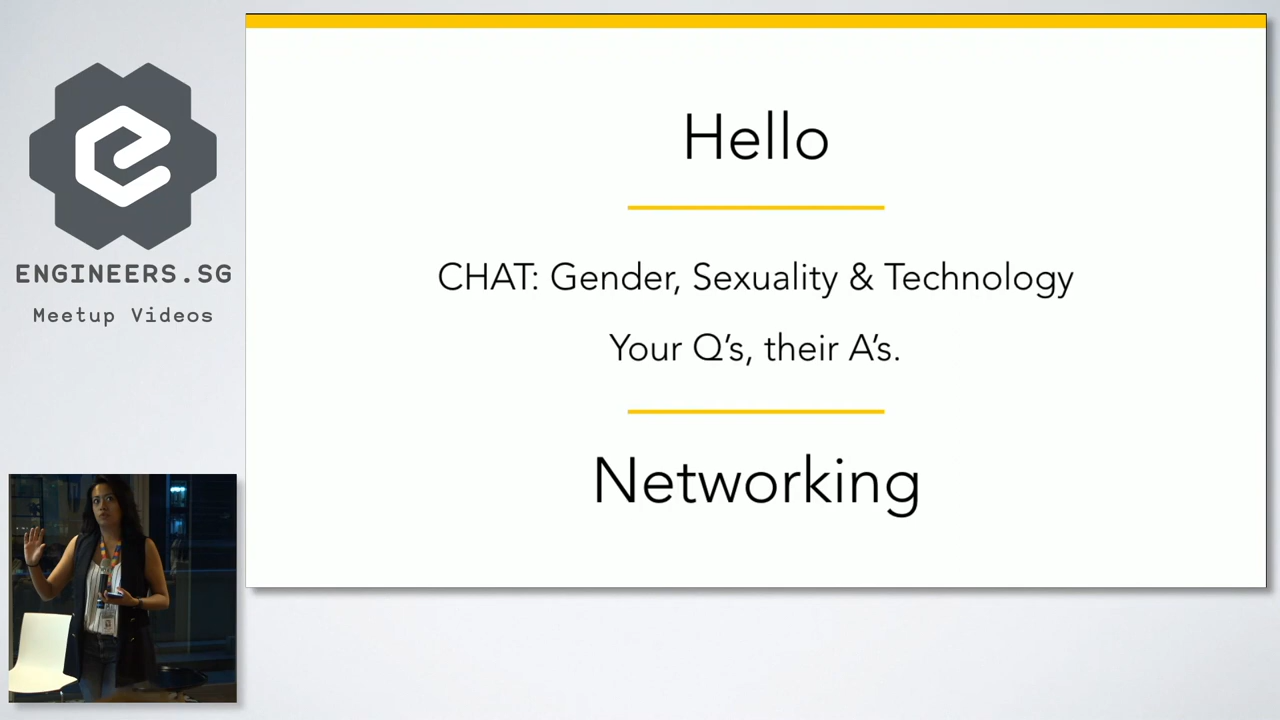 ENGINEERS.SG
Meetup Videos
Hello
CHAT: Gender, Sexuality & Technology
Your Q’s, their A’s.
Networking